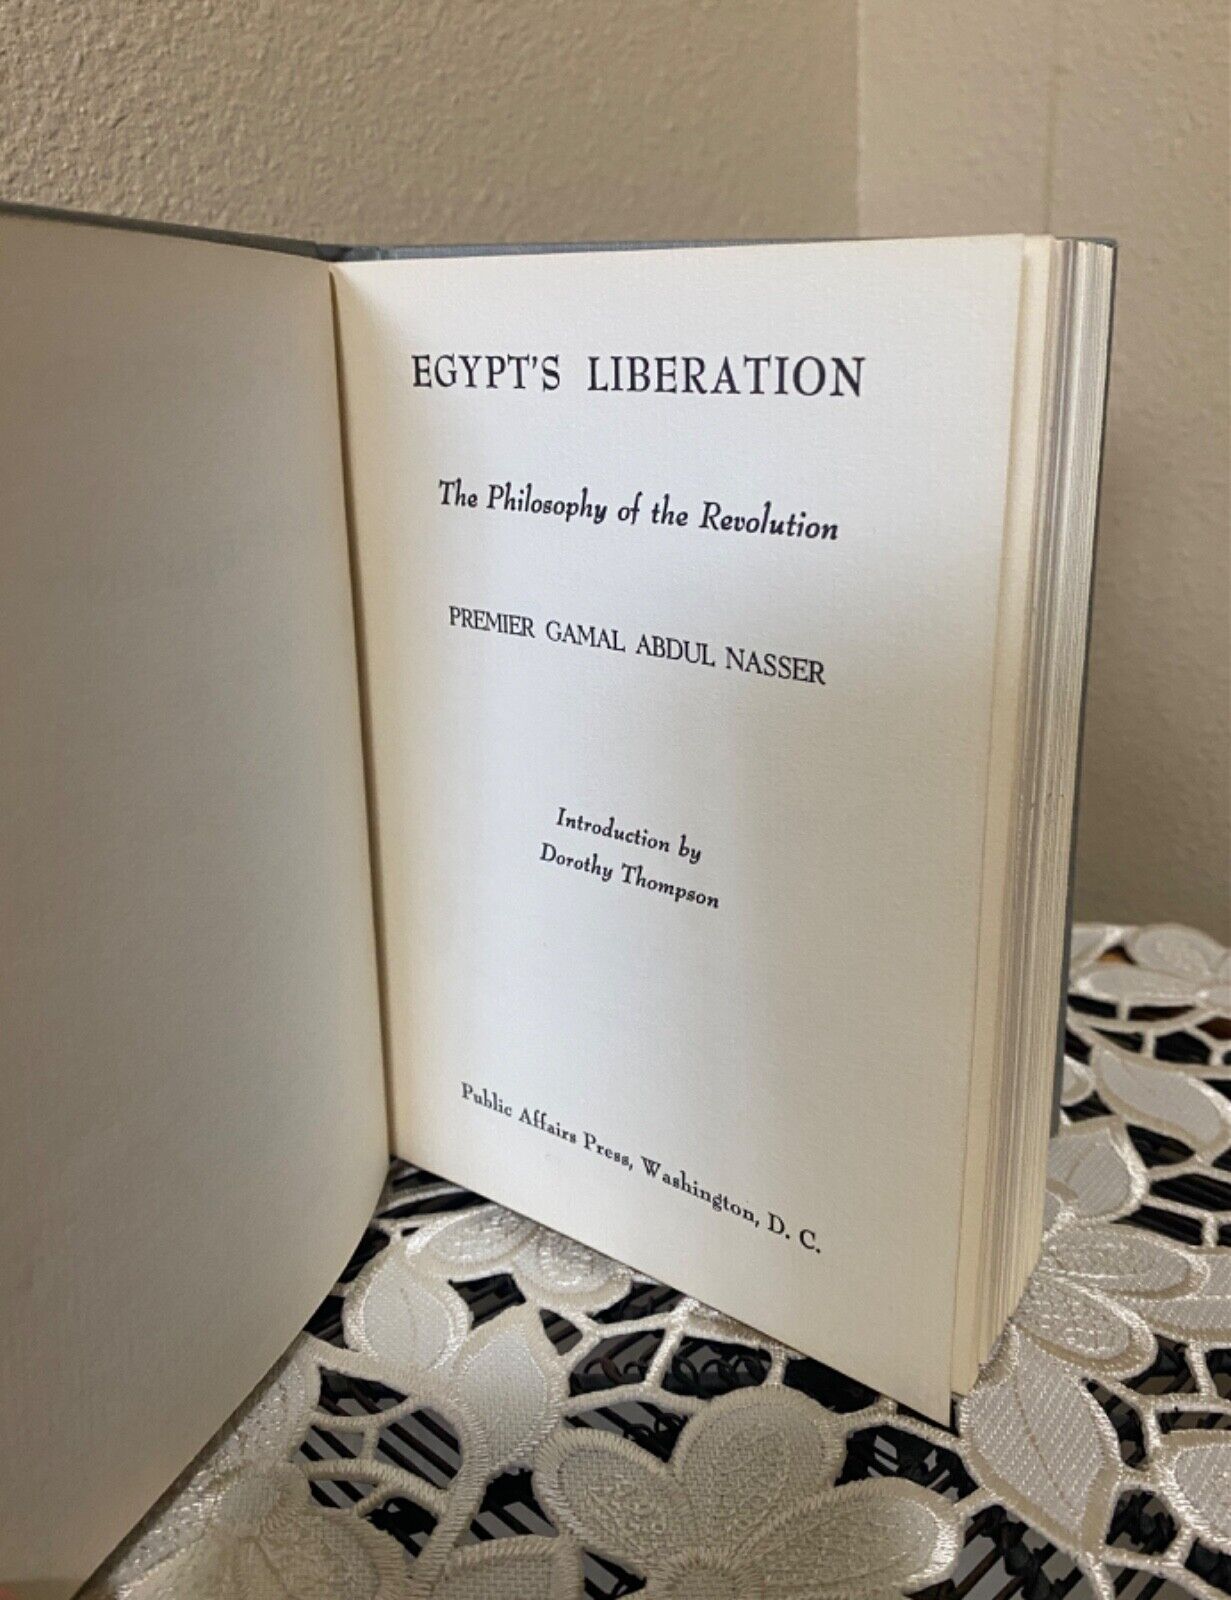 EGYPT'S LIBERATION
The Philosophy of the Revolution
PREMIER GAMAL ABDUL NASSER
Introduction by
Dorothy Thompson
Public Affairs Press, Washington, D. C.